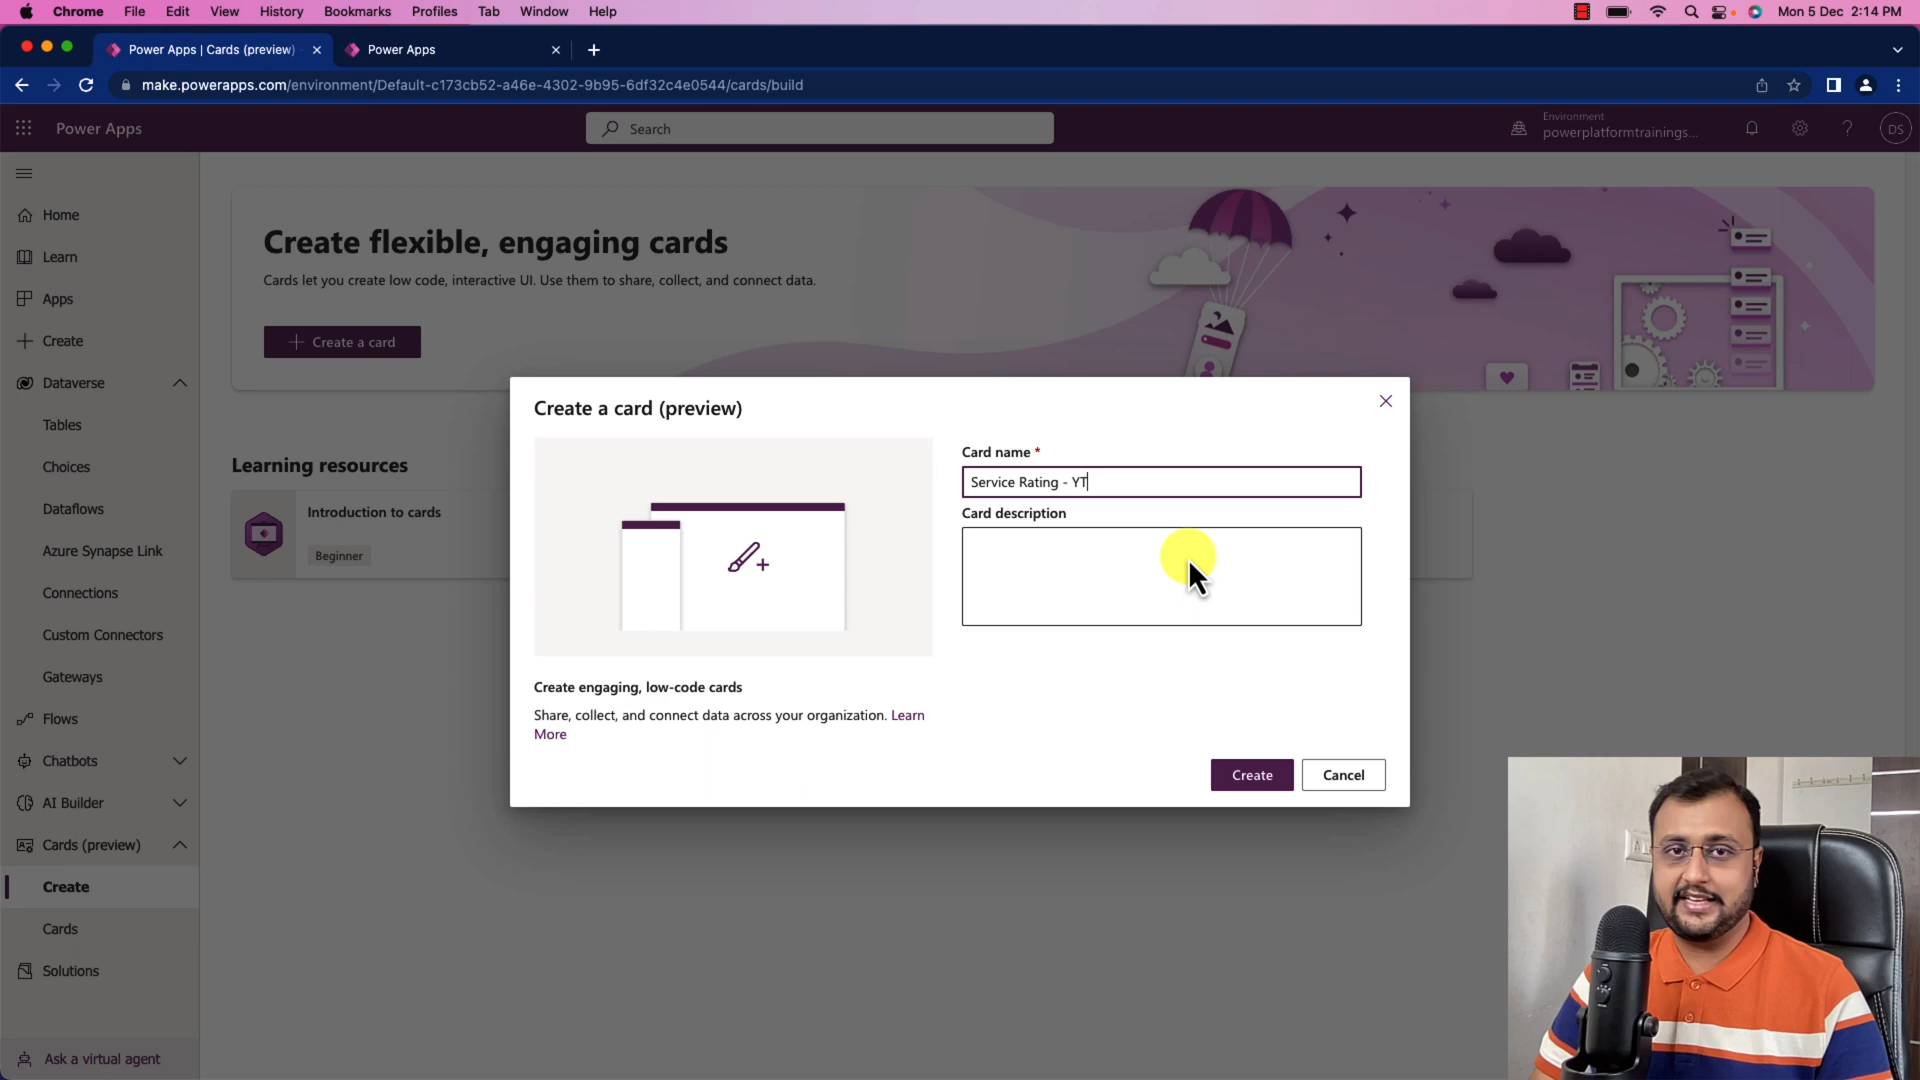 Chrome File Edit View History Bookmarks Profiles Tab Window Help Mon 5 Dec 2:14 PM
Power Apps | Cards (preview) Power Apps
make.powerapps.com/environment/Default-c173cb52-a46e-4302-9b95-6df32c4e0544/cards/build
Power Apps Search Environment
powerplatformtrainings... ? DS
Home
Learn
Apps
Create
Dataverse
Tables
Choices
Dataflows
Azure Synapse Link
Connections
Custom Connectors
Gateways
Flows
Chatbots
AI Builder
Cards (preview)
Create
Cards
Solutions
Ask a virtual agent
Create flexible, engaging cards
Cards let you create low code, interactive UI. Use them to share, collect, and connect data.
Create a card
Learning resources
Introduction to cards
Beginner
Create a card (preview)
Card name *
Service Rating - YT
Card description
Create engaging, low-code cards
Share, collect, and connect data across your organization. Learn
More
Create Cancel